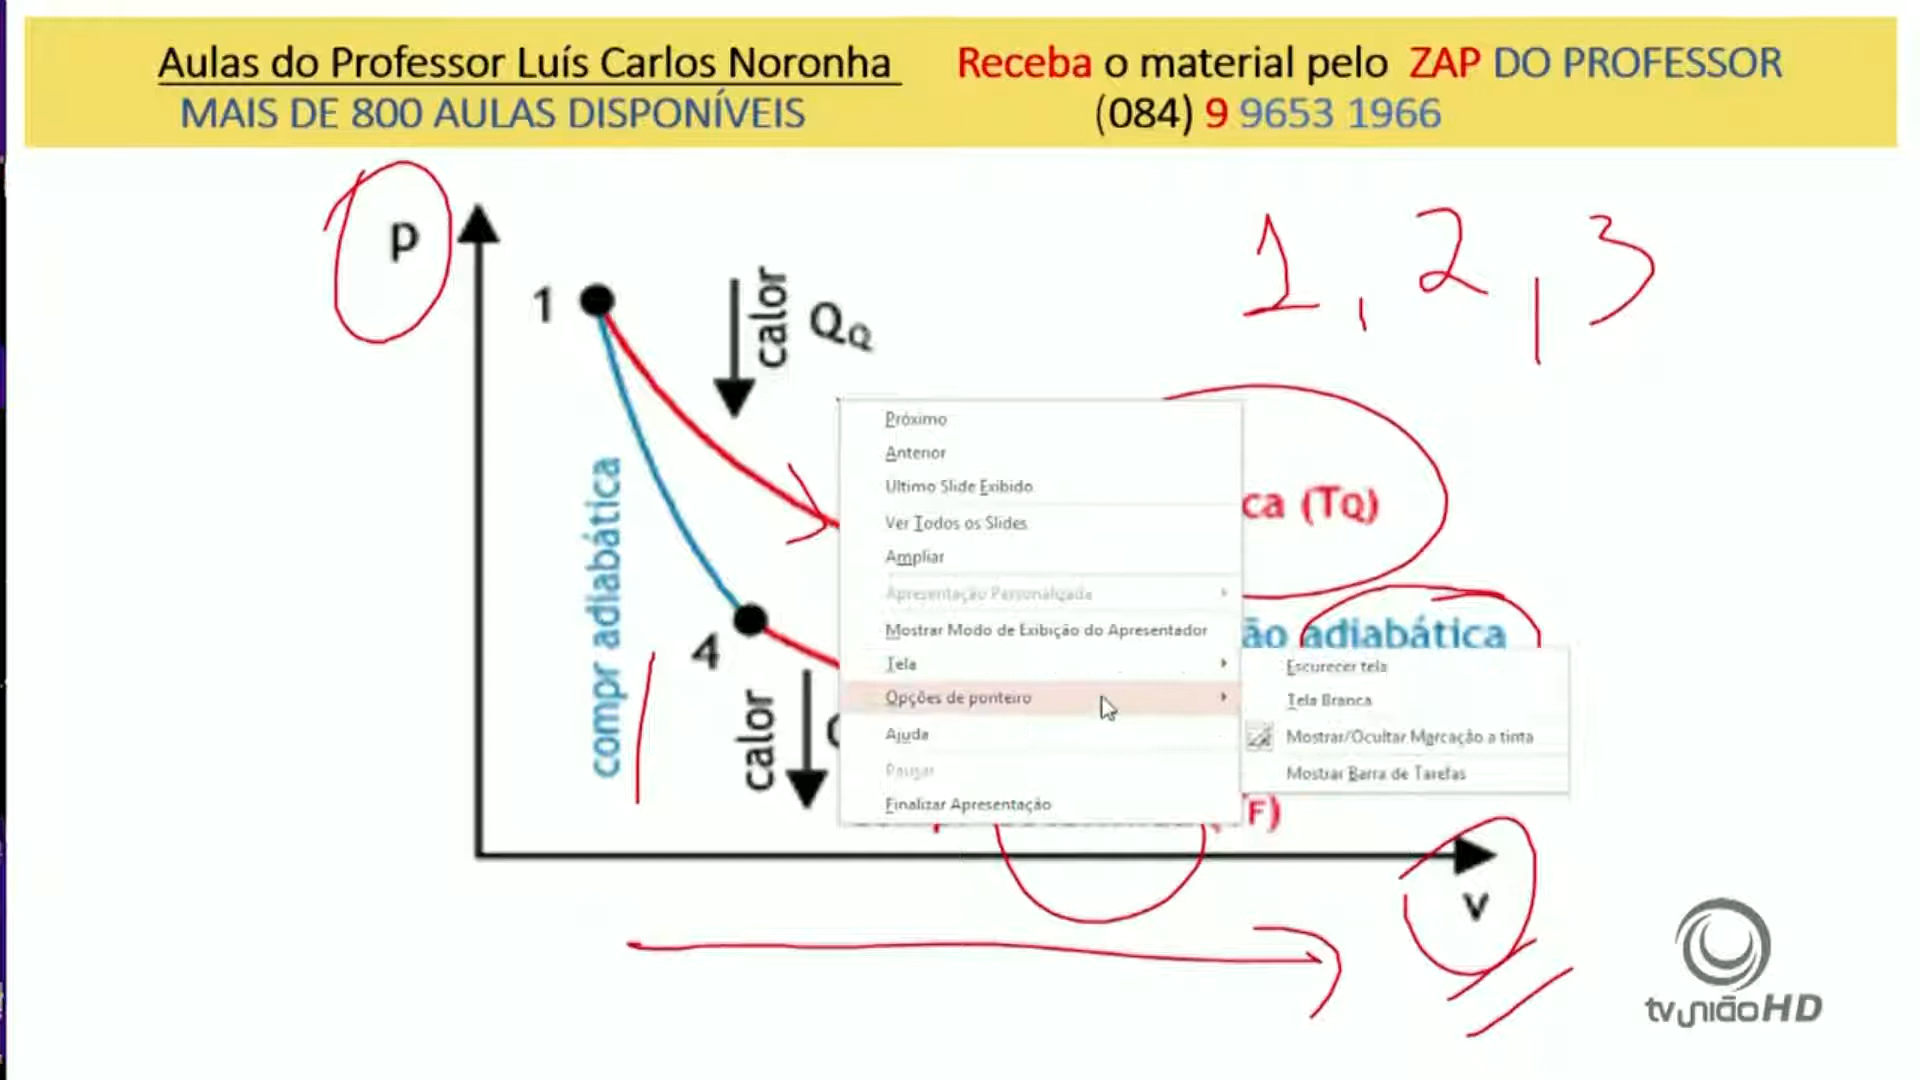 Aulas do Professor Luís Carlos Noronha
Receba o material pelo ZAP DO PROFESSOR
MAIS DE 800 AULAS DISPONÍVEIS
(084) 9 9653 1966
p
1
calor
QQ
1, 2, 3
compr adiabática
4
calor
Próximo
Anterior
Último Slide Exibido
Ver Todos os Slides
Ampliar
Apresentação Personalizada
Mostrar Modo de Exibição do Apresentador
Tela
Opções de ponteiro
Ajuda
Pausar
Finalizar Apresentação
ca (TQ)
ão adiabática
Escurecer tela
Tela Branca
Mostrar/Ocultar Marcação a tinta
Mostrar Barra de Tarefas
F)
v
tv uniãoHD